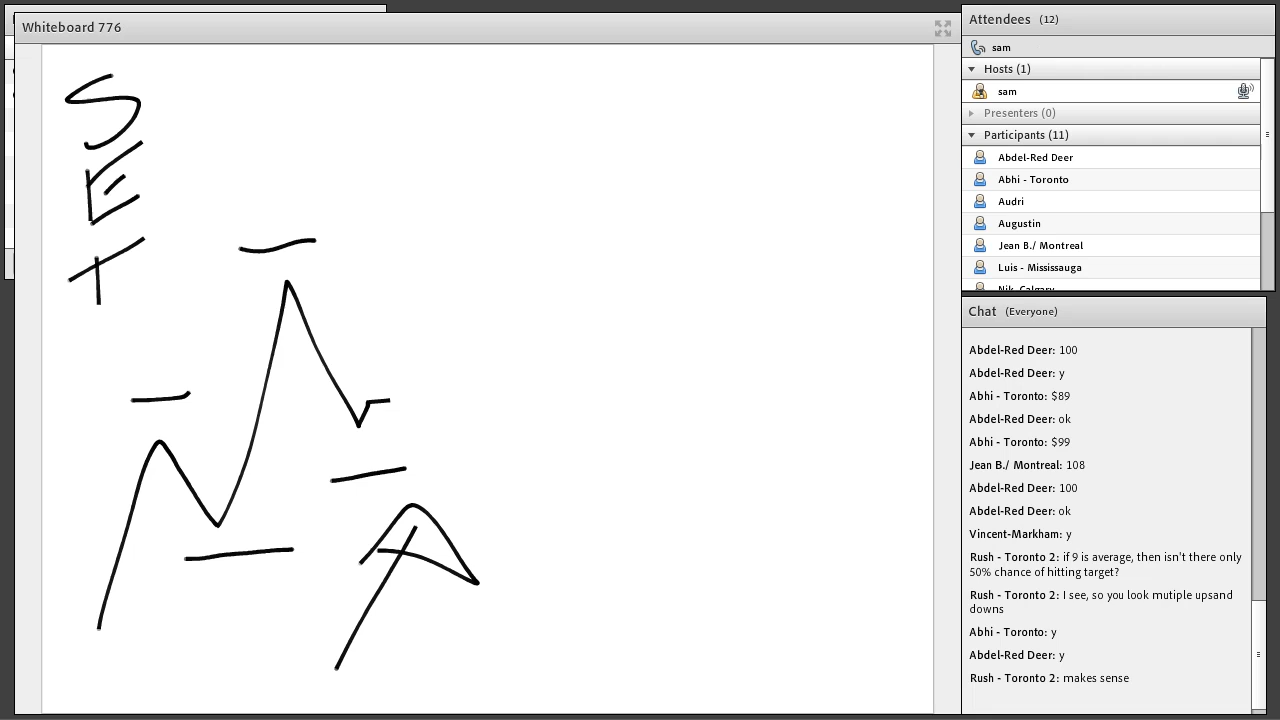 Whiteboard 776
S
E
T
Attendees (12)
sam
Hosts (1)
sam
Presenters (0)
Participants (11)
Abdel-Red Deer
Abhi - Toronto
Audri
Augustin
Jean B./ Montreal
Luis - Mississauga
Nik- Calgary
Chat (Everyone)
Abdel-Red Deer: 100
Abdel-Red Deer: y
Abhi - Toronto: $89
Abdel-Red Deer: ok
Abhi - Toronto: $99
Jean B./ Montreal: 108
Abdel-Red Deer: 100
Abdel-Red Deer: ok
Vincent-Markham: y
Rush - Toronto 2: if 9 is average, then isn't there only
50% chance of hitting target?
Rush - Toronto 2: I see, so you look mutiple upsand
downs
Abhi - Toronto: y
Abdel-Red Deer: y
Rush - Toronto 2: makes sense